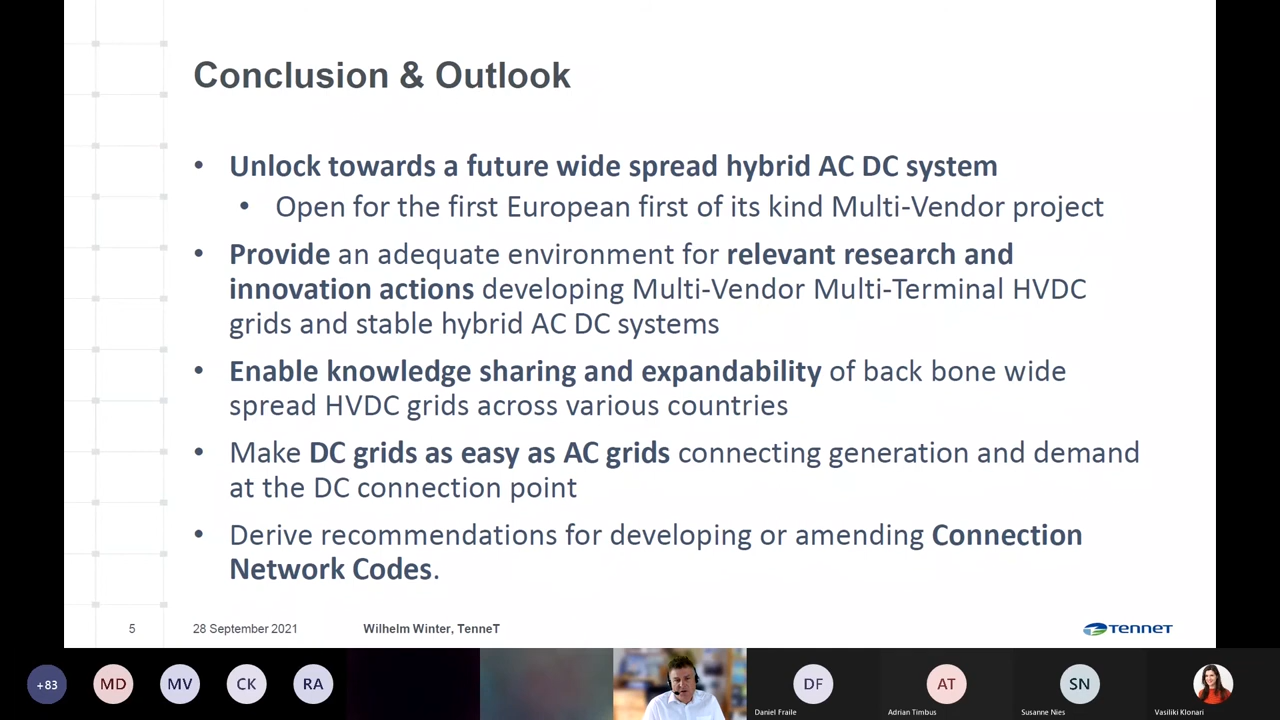 Conclusion & Outlook
• Unlock towards a future wide spread hybrid AC DC system
• Open for the first European first of its kind Multi-Vendor project
• Provide an adequate environment for relevant research and
innovation actions developing Multi-Vendor Multi-Terminal HVDC
grids and stable hybrid AC DC systems
• Enable knowledge sharing and expandability of back bone wide
spread HVDC grids across various countries
• Make DC grids as easy as AC grids connecting generation and demand
at the DC connection point
• Derive recommendations for developing or amending Connection
Network Codes.
5 28 September 2021 Wilhelm Winter, TenneT TENNET
+83 MD MV CK RA DF AT SN
Daniel Fraile Adrian Timbus Susanne Nies Vasiliki Klonari